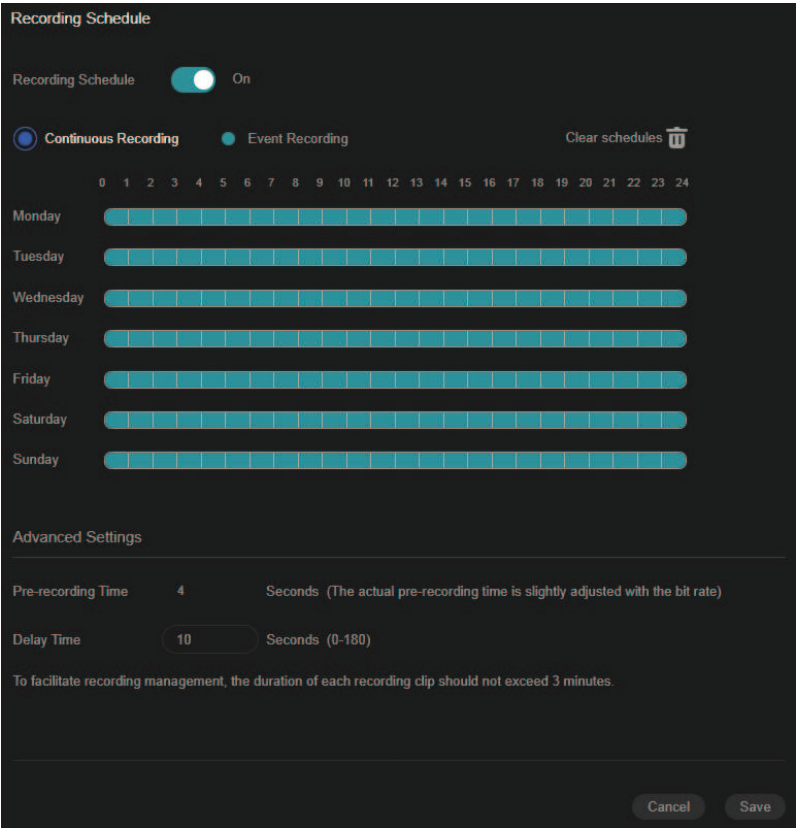 Recording Schedule
Recording Schedule On
Continuous Recording Event Recording Clear schedules
0 1 2 3 4 5 6 7 8 9 10 11 12 13 14 15 16 17 18 19 20 21 22 23 24
Monday
Tuesday
Wednesday
Thursday
Friday
Saturday
Sunday
Advanced Settings
Pre-recording Time 4 Seconds (The actual pre-recording time is slightly adjusted with the bit rate)
Delay Time 10 Seconds (0-180)
To facilitate recording management, the duration of each recording clip should not exceed 3 minutes.
Cancel Save